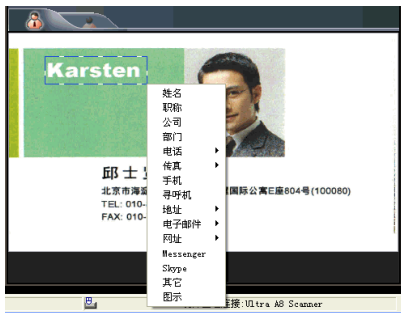 Karsten
姓名
职称
公司
部门
电话
传真
手机
寻呼机
地址
电子邮件
网址
Messenger
Skype
其它
图示
邱士
北京市海 国际公寓E座804号(100080)
TEL: 010-
FAX: 010-
接:Ultra A8 Scanner